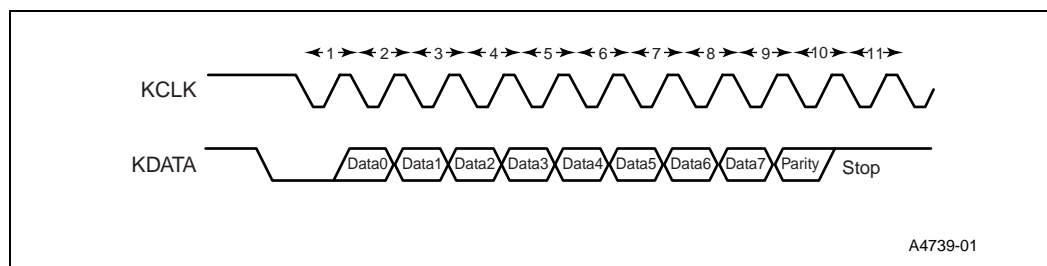 1 2 3 4 5 6 7 8 9 10 11
KCLK
KDATA Data0 Data1 Data2 Data3 Data4 Data5 Data6 Data7 Parity Stop
A4739-01